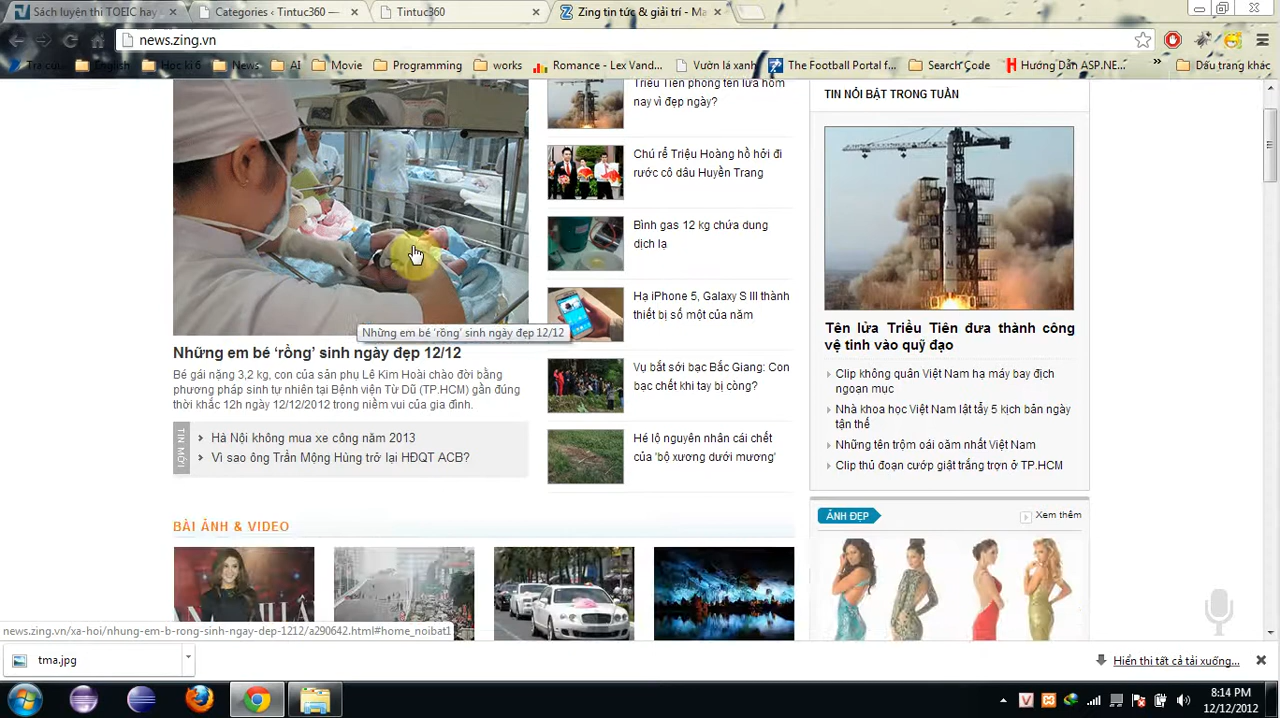 Sách luyện thi TOEIC hay
Categories ‹ Tintuc360 —
Tintuc360
Zing tin tức & giải trí - Ma
news.zing.vn
Tra cuu
English
Học kì 6
News
AI
Movie
Programming
works
Romance - Lex Vand...
Vườn lá xanh
The Football Portal f...
Search Code
Hướng Dẫn ASP.NE...
»
Dấu trang khác
Những em bé ‘rồng’ sinh ngày đẹp 12/12
Những em bé ‘rồng’ sinh ngày đẹp 12/12
Bé gái nặng 3,2 kg, con của sản phụ Lê Kim Hoài chào đời bằng
phương pháp sinh tự nhiên tại Bệnh viện Từ Dũ (TP.HCM) gần đúng
thời khắc 12h ngày 12/12/2012 trong niềm vui của gia đình.
TIN MỚI
Hà Nội không mua xe công năm 2013
Vì sao ông Trần Mộng Hùng trở lại HĐQT ACB?
Triều Tiên phóng tên lửa hôm
nay vì đẹp ngày?
Chú rể Triệu Hoàng hồ hởi đi
rước cô dâu Huyền Trang
Bình gas 12 kg chứa dung
dịch lạ
Hạ iPhone 5, Galaxy S III thành
thiết bị số một của năm
Vụ bắt sới bạc Bắc Giang: Con
bạc chết khi tay bị còng?
Hé lộ nguyên nhân cái chết
của 'bộ xương dưới mương'
TIN NỔI BẬT TRONG TUẦN
Tên lửa Triều Tiên đưa thành công
vệ tinh vào quỹ đạo
Clip không quân Việt Nam hạ máy bay địch
ngoạn mục
Nhà khoa học Việt Nam lật tẩy 5 kịch bản ngày
tận thế
Những tên trộm oái oăm nhất Việt Nam
Clip thủ đoạn cướp giật trắng trợn ở TP.HCM
ẢNH ĐẸP
Xem thêm
BÀI ẢNH & VIDEO
news.zing.vn/xa-hoi/nhung-em-b-rong-sinh-ngay-dep-1212/a290642.html#home_noibat1
tma.jpg
Hiển thị tất cả tải xuống...
8:14 PM
12/12/2012